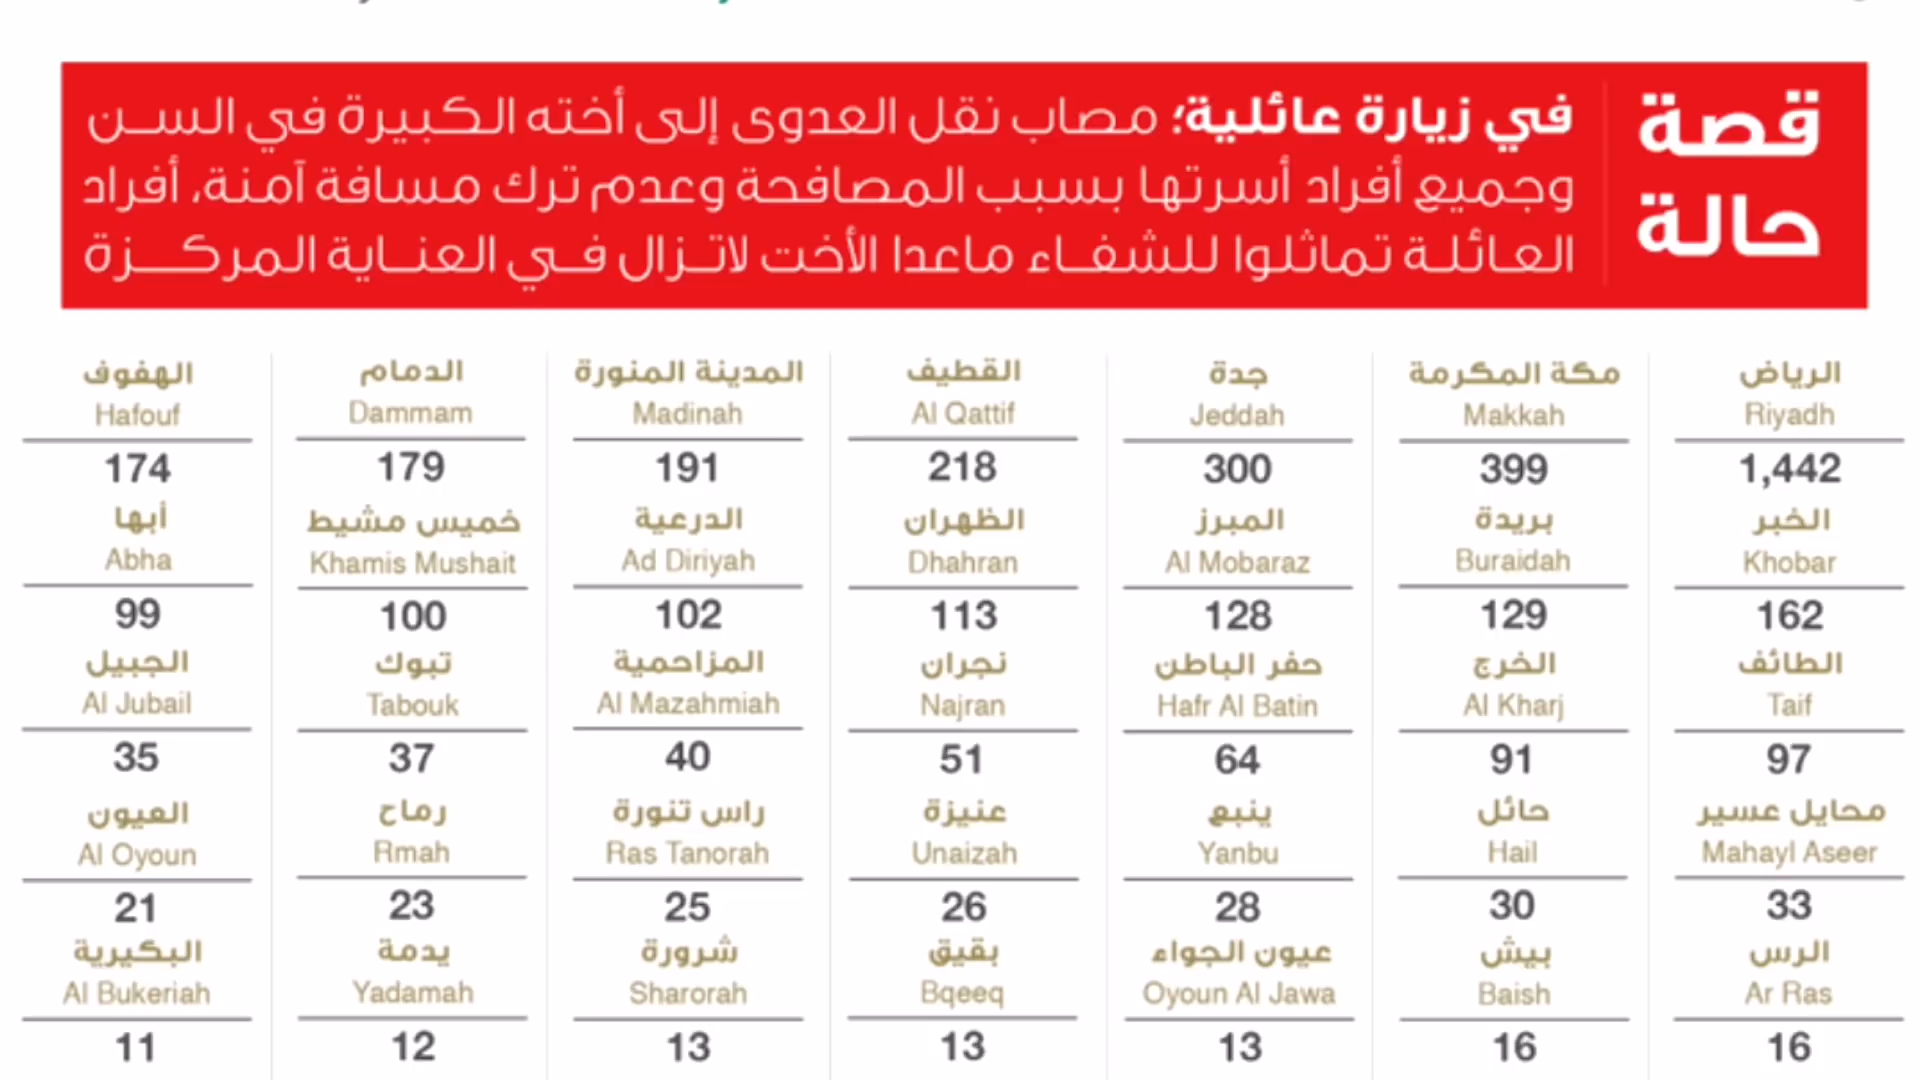 قصة
حالة
في زيارة عائلية؛ مصاب نقل العدوى إلى أخته الكبيرة في السن
وجميع أفراد أسرتها بسبب المصافحة وعدم ترك مسافة آمنة، أفراد
العائلة تماثلوا للشفاء ماعدا الأخت لاتزال في العناية المركزة
الرياض مكة المكرمة جدة القطيف المدينة المنورة الدمام الهفوف
Riyadh Makkah Jeddah Al Qattif Madinah Dammam Hafouf
1,442 399 300 218 191 179 174
الخبر بريدة المبرز الظهران الدرعية خميس مشيط أبها
Khobar Buraidah Al Mobaraz Dhahran Ad Diriyah Khamis Mushait Abha
162 129 128 113 102 100 99
الطائف الخرج حفر الباطن نجران المزاحمية تبوك الجبيل
Taif Al Kharj Hafr Al Batin Najran Al Mazahmiah Tabouk Al Jubail
97 91 64 51 40 37 35
محايل عسير حائل ينبع عنيزة راس تنورة رماح العيون
Mahayl Aseer Hail Yanbu Unaizah Ras Tanorah Rmah Al Oyoun
33 30 28 26 25 23 21
الرس بيش عيون الجواء بقيق شرورة يدمة البكيرية
Ar Ras Baish Oyoun Al Jawa Bqeeq Sharorah Yadamah Al Bukeriah
16 16 13 13 13 12 11